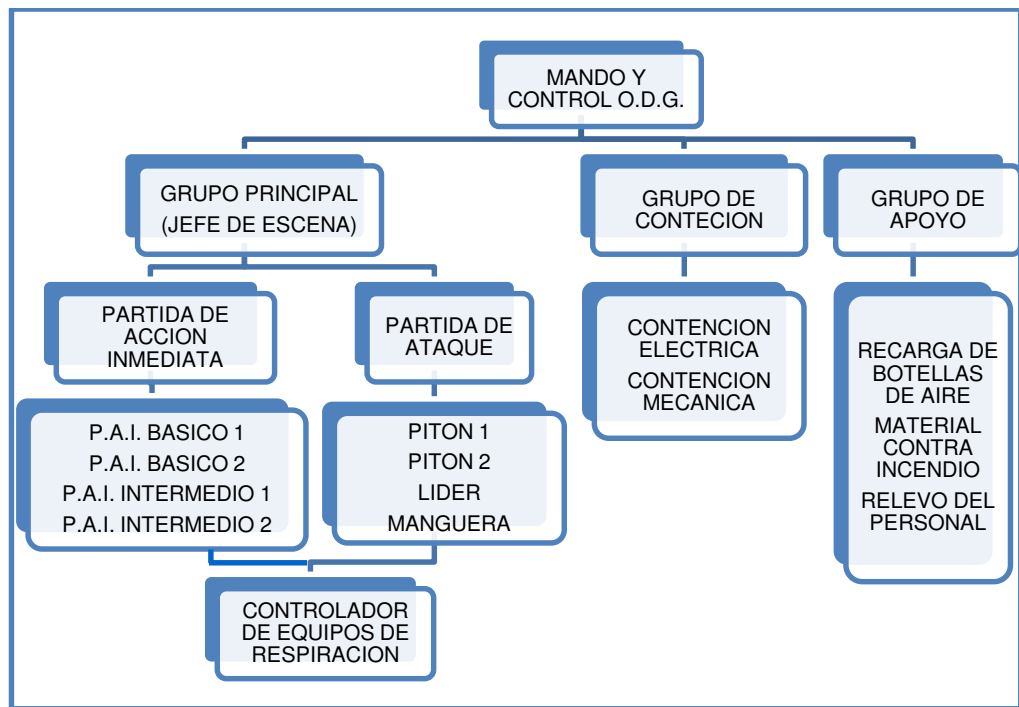 MANDO Y
CONTROL O.D.G.
GRUPO PRINCIPAL
(JEFE DE ESCENA)
GRUPO DE
CONTECION
GRUPO DE
APOYO
PARTIDA DE
ACCION
INMEDIATA
PARTIDA DE
ATAQUE
CONTENCION
ELECTRICA
CONTENCION
MECANICA
RECARGA DE
BOTELLAS
DE AIRE
MATERIAL
CONTRA
INCENDIO
RELEVO DEL
PERSONAL
P.A.I. BASICO 1
P.A.I. BASICO 2
P.A.I. INTERMEDIO 1
P.A.I. INTERMEDIO 2
PITON 1
PITON 2
LIDER
MANGUERA
CONTROLADOR
DE EQUIPOS DE
RESPIRACION